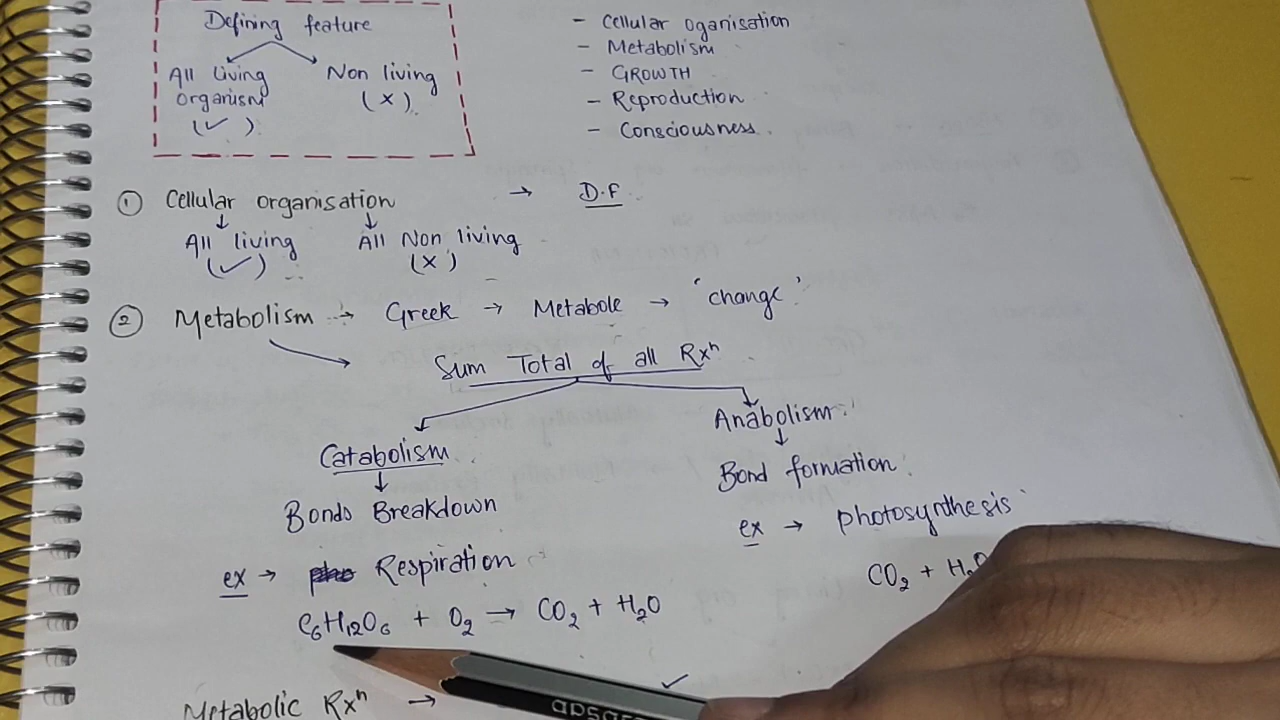 Defining feature
All Living organism (✓)
Non living (×)
- Cellular oganisation
- Metabolism
- GROWTH
- Reproduction
- Consciousness.
① Cellular organisation → D.F
All living (✓)
All Non living (×)
② Metabolism → Greek → Metabole → 'change'
Sum Total of all Rxⁿ
Catabolism
Bonds Breakdown
ex → Respiration
C₆H₁₂O₆ + O₂ → CO₂ + H₂O
Anabolism
Bond formation
ex → photosynthesis
CO₂ + H₂O
Metabolic Rxⁿ →
apsara